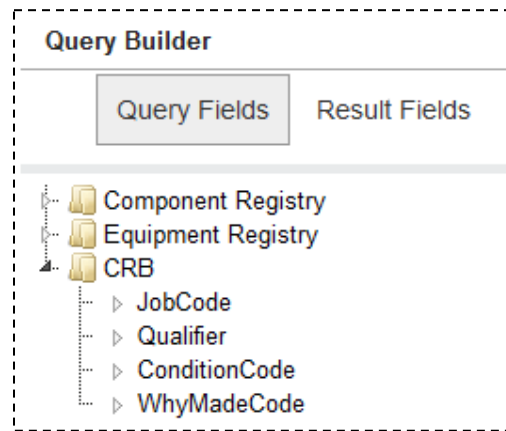 Query Builder
Query Fields Result Fields
Component Registry
Equipment Registry
CRB
JobCode
Qualifier
ConditionCode
WhyMadeCode